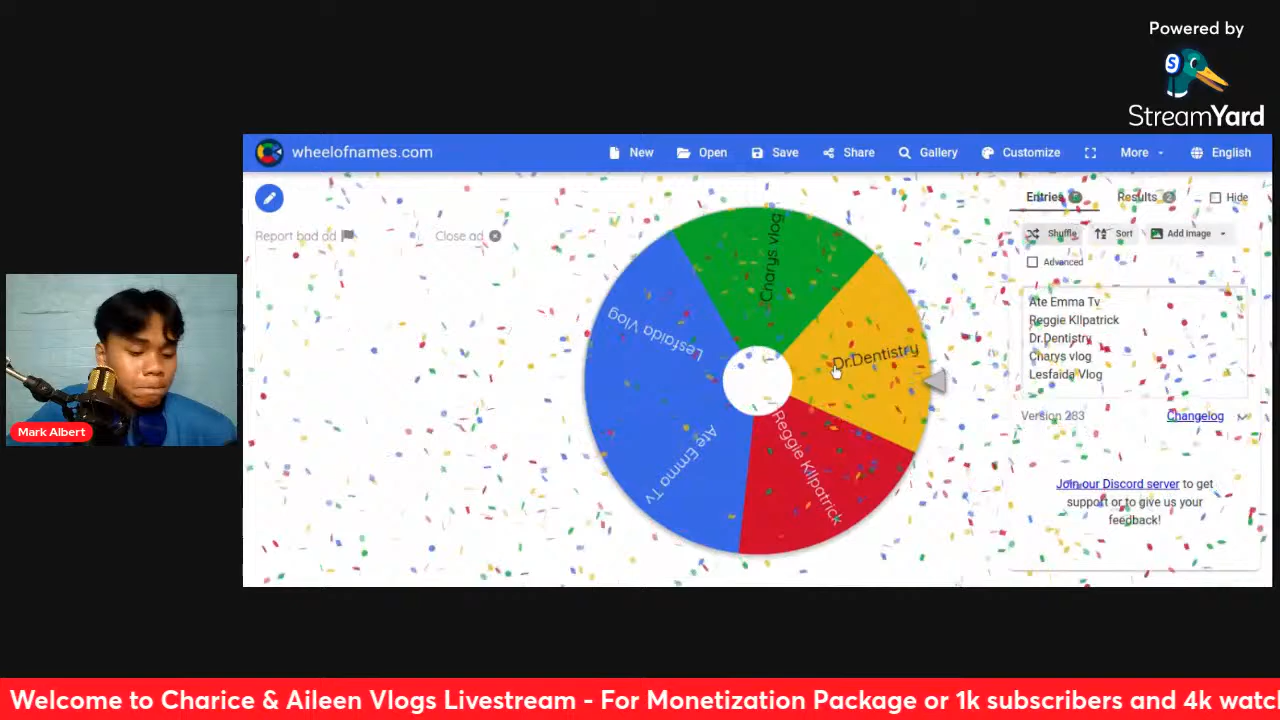 Powered by
S
StreamYard
wheelofnames.com
New
Open
Save
Share
Gallery
Customize
More
English
Report bad ad
Close ad
Entries 5
Results 2
Hide
Shuffle
Sort
Add image
Advanced
Ate Emma Tv
Reggie KIlpatrick
Dr.Dentistry
Charys vlog
Lesfaida Vlog
Version 283
Changelog
Join our Discord server to get
support or to give us your
feedback!
Charys vlog
Dr.Dentistry
Lesfaida Vlog
Ate Emma Tv
Reggie KIlpatrick
Mark Albert
Welcome to Charice & Aileen Vlogs Livestream - For Monetization Package or 1k subscribers and 4k watc